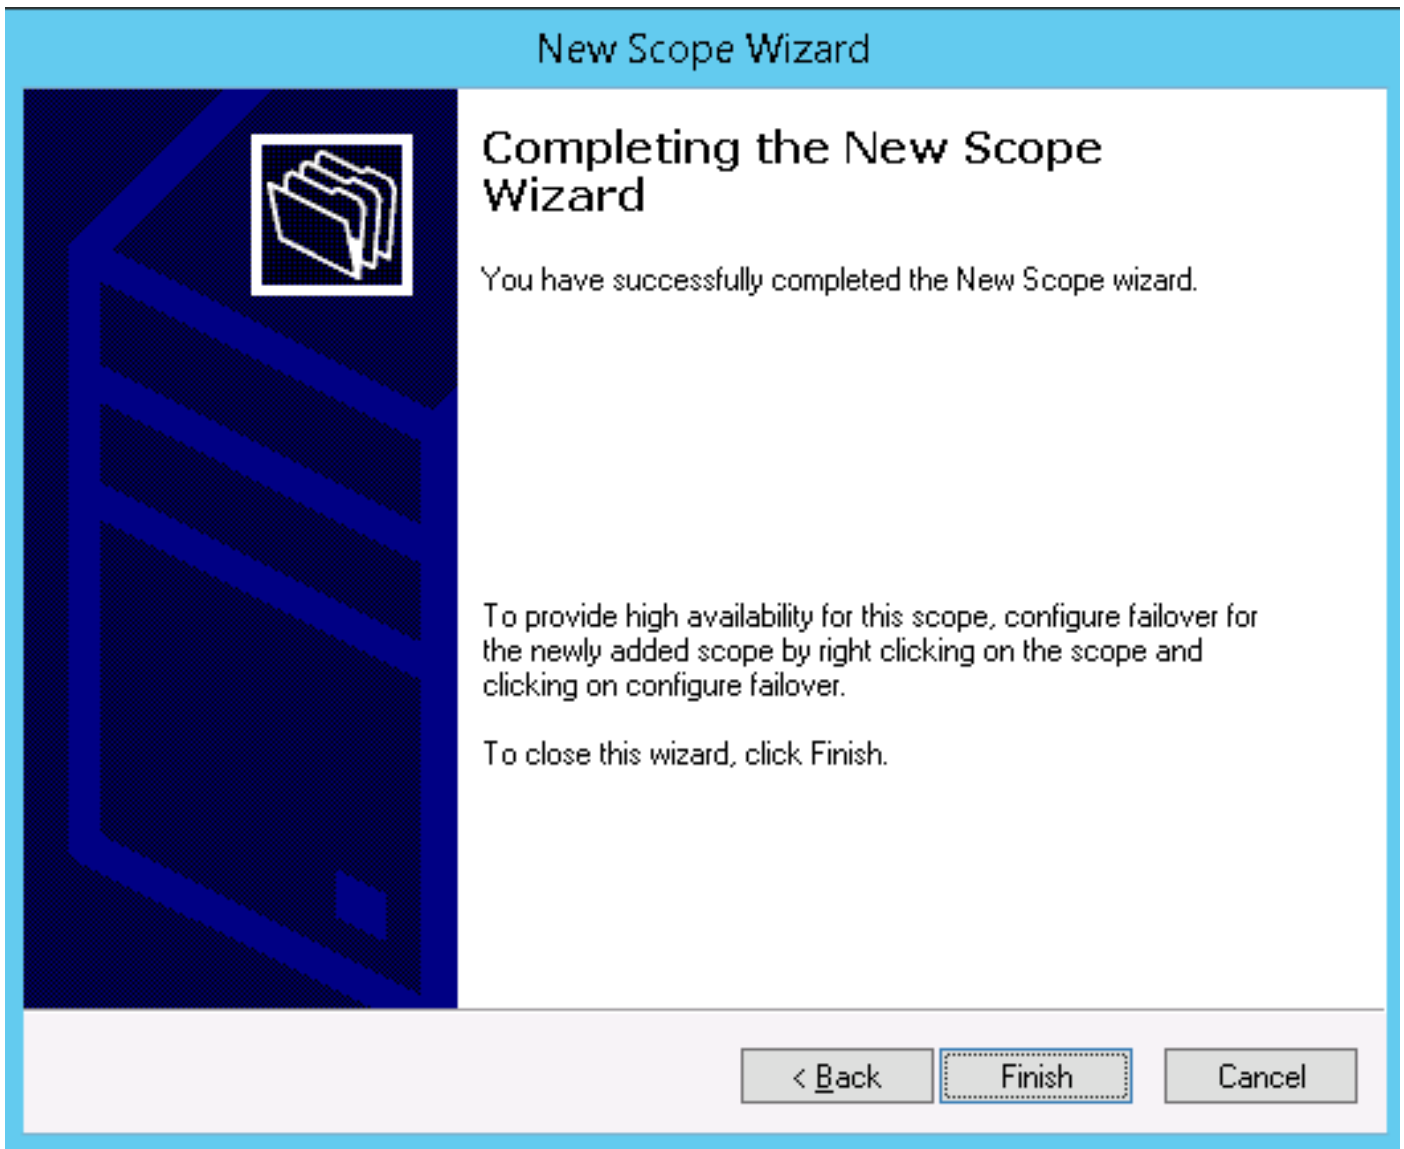 New Scope Wizard
Completing the New Scope
Wizard
You have successfully completed the New Scope wizard.
To provide high availability for this scope, configure failover for
the newly added scope by right clicking on the scope and
clicking on configure failover.
To close this wizard, click Finish.
< Back
Finish
Cancel